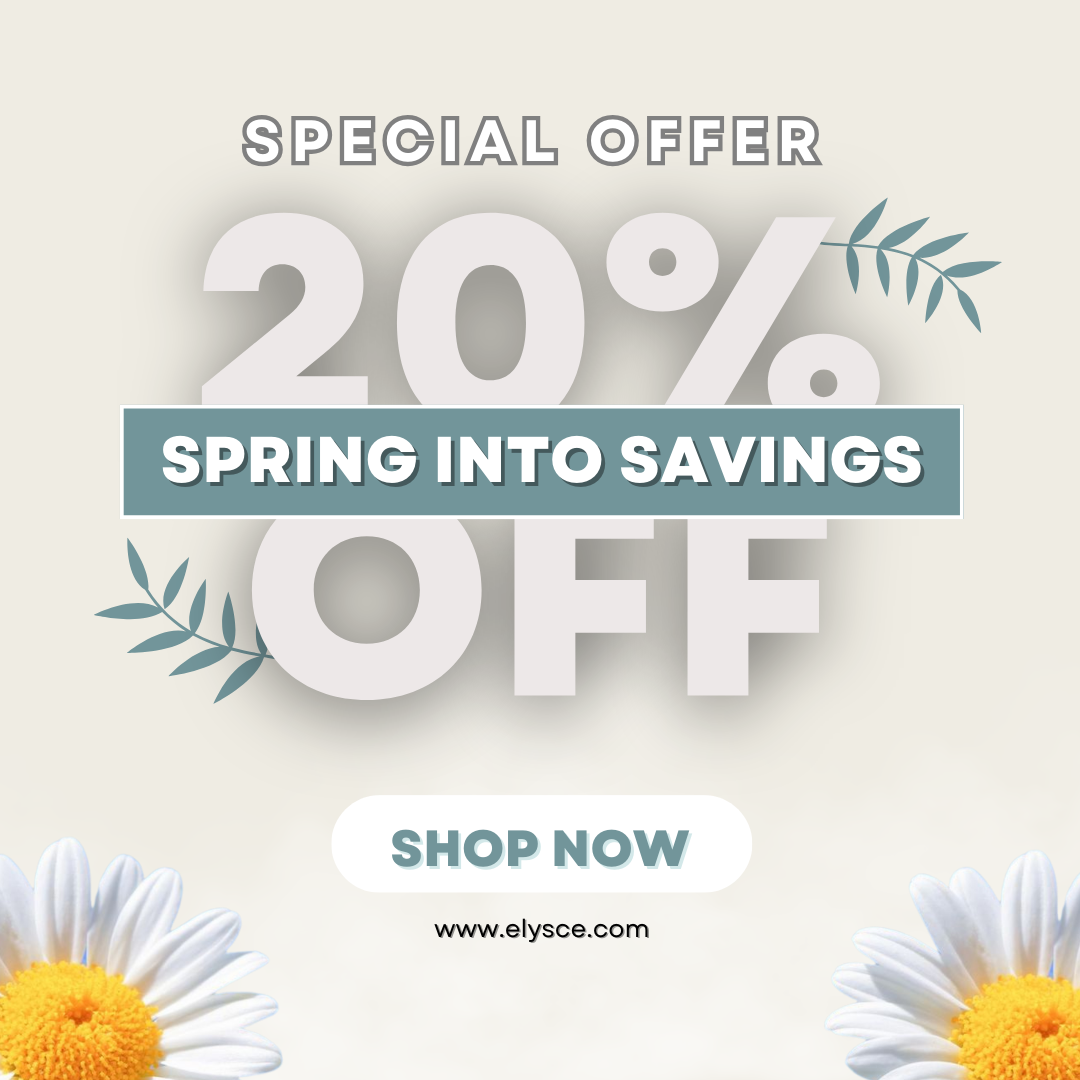 SPECIAL OFFER
20%
SPRING INTO SAVINGS
OFF
SHOP NOW
www.elysce.com